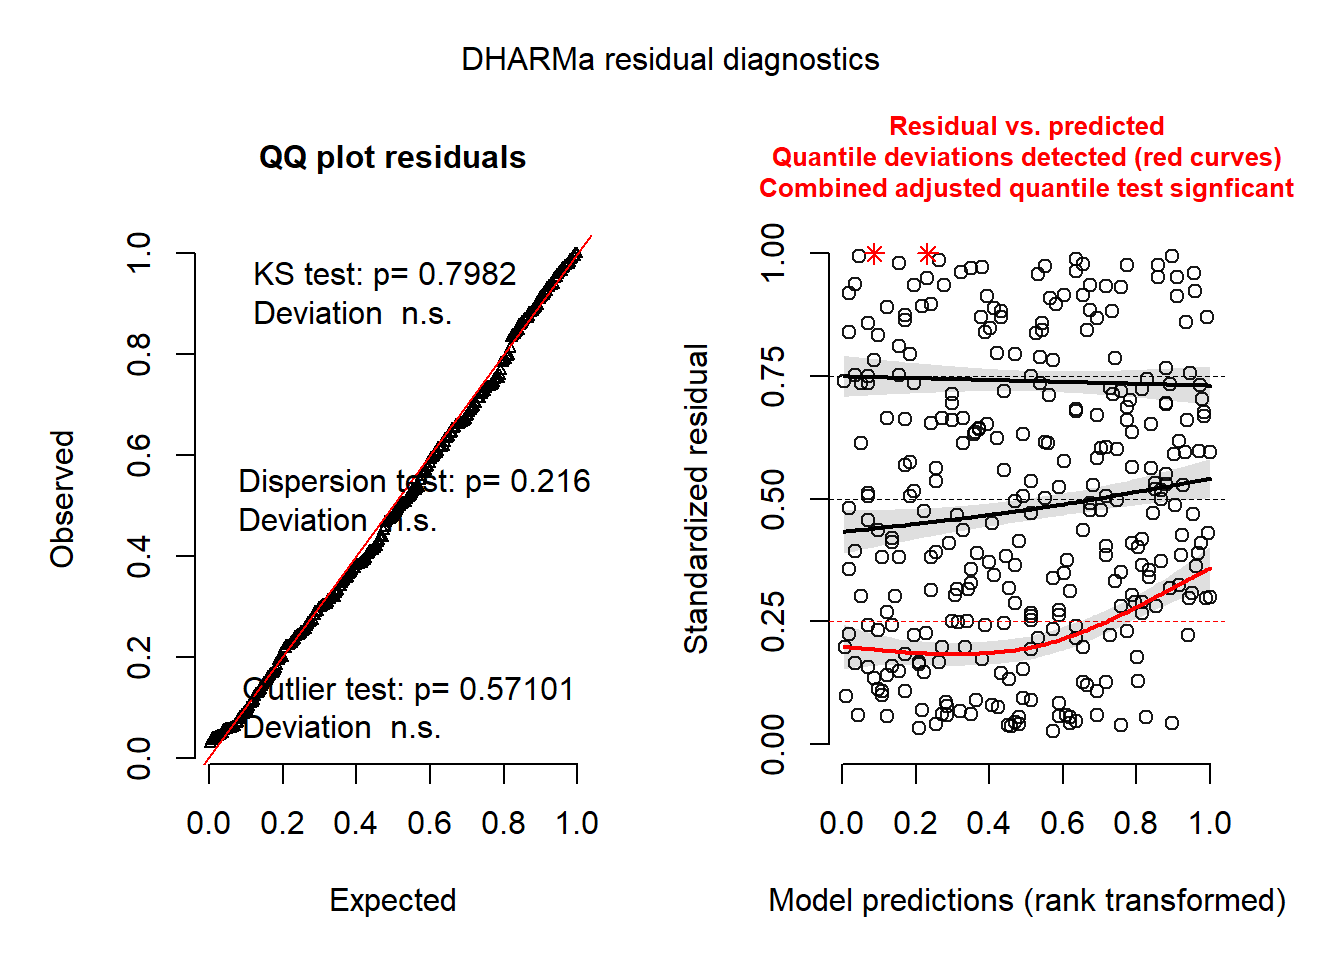 DHARMa residual diagnostics
QQ plot residuals
KS test: p= 0.7982
Deviation  n.s.
Dispersion test: p= 0.216
Deviation  n.s.
Outlier test: p= 0.57101
Deviation  n.s.
Observed
0.0 0.2 0.4 0.6 0.8 1.0
0.0 0.2 0.4 0.6 0.8 1.0
Expected
Residual vs. predicted
Quantile deviations detected (red curves)
Combined adjusted quantile test signficant
Standardized residual
0.00 0.25 0.50 0.75 1.00
0.0 0.2 0.4 0.6 0.8 1.0
Model predictions (rank transformed)